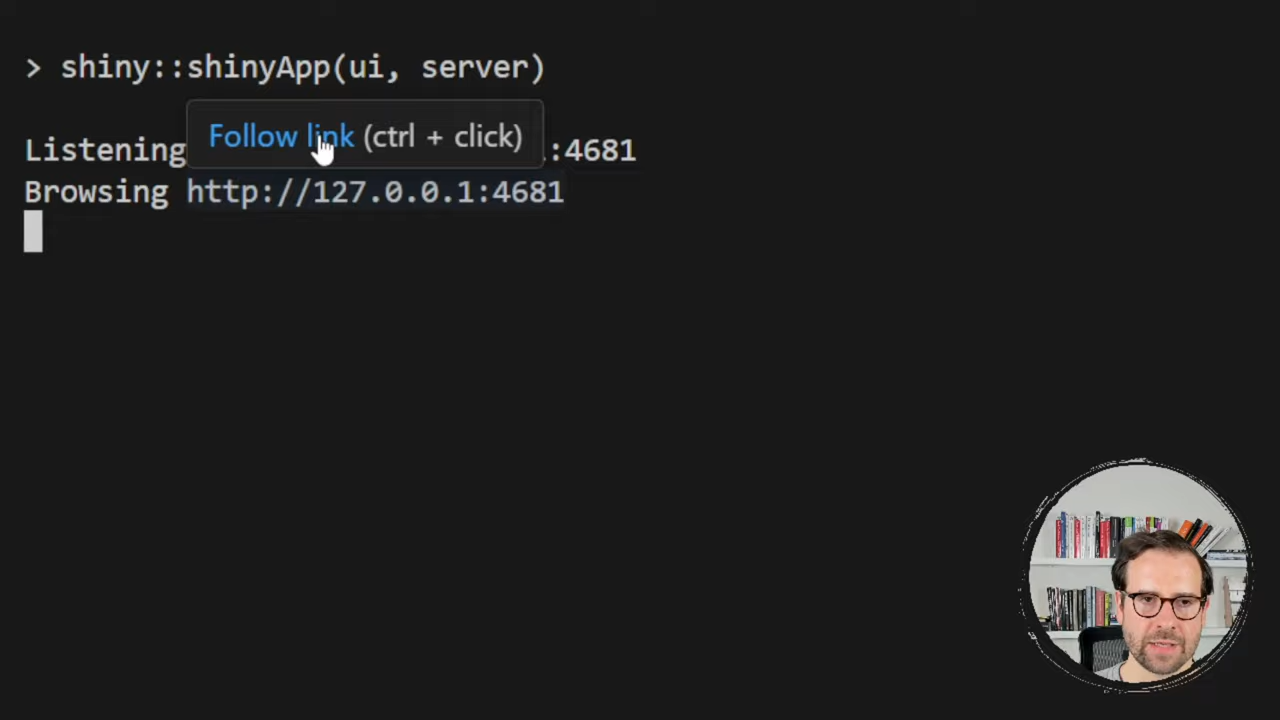 > shiny::shinyApp(ui, server)
Follow link (ctrl + click)
Listening :4681
Browsing http://127.0.0.1:4681